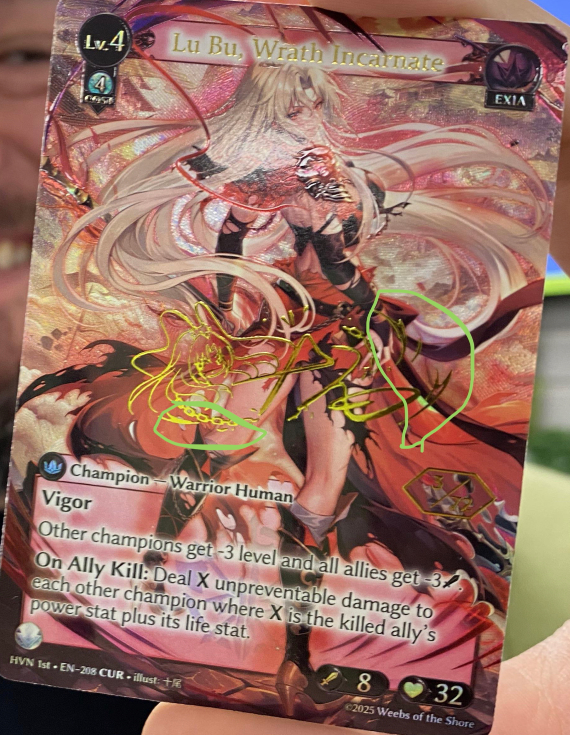 Lv.4
Lu Bu, Wrath Incarnate
4
COST
EXIA
Champion — Warrior Human
Vigor
Other champions get -3 level and all allies get -3.
On Ally Kill: Deal X unpreventable damage to
each other champion where X is the killed ally's
power stat plus its life stat.
HVN 1st • EN-208 CUR • illust: 十尾
8
32
©2025 Weebs of the Shore